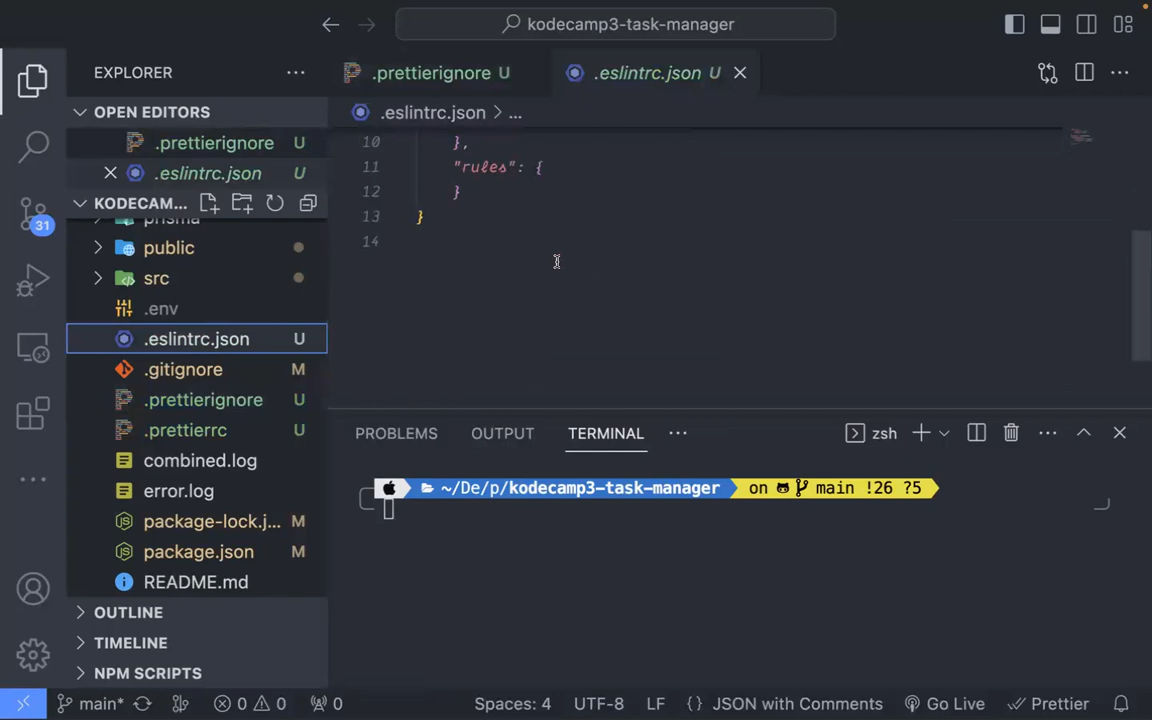 kodecamp3-task-manager
EXPLORER
OPEN EDITORS
.prettierignore U
.eslintrc.json U
KODECAM...
prisma
public
src
.env
.eslintrc.json U
.gitignore M
.prettierignore U
.prettierrc U
combined.log
error.log
package-lock.j... M
package.json M
README.md
OUTLINE
TIMELINE
NPM SCRIPTS
31
.prettierignore U
.eslintrc.json U
.eslintrc.json > ...
10 },
11 "rules": {
12 }
13 }
14
PROBLEMS OUTPUT TERMINAL ... zsh
~/De/p/kodecamp3-task-manager on main !26 ?5
main* 0 0 0 Spaces: 4 UTF-8 LF {} JSON with Comments Go Live Prettier